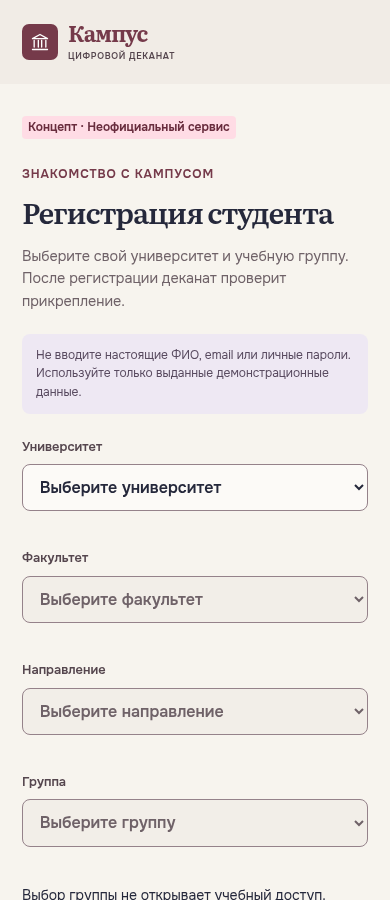 Кампус
ЦИФРОВОЙ ДЕКАНАТ
Концепт · Неофициальный сервис
ЗНАКОМСТВО С КАМПУСОМ
Регистрация студента
Выберите свой университет и учебную группу.
После регистрации деканат проверит
прикрепление.
Не вводите настоящие ФИО, email или личные пароли.
Используйте только выданные демонстрационные
данные.
Университет
Выберите университет
Факультет
Выберите факультет
Направление
Выберите направление
Группа
Выберите группу
Выбор группы не открывает учебный доступ.